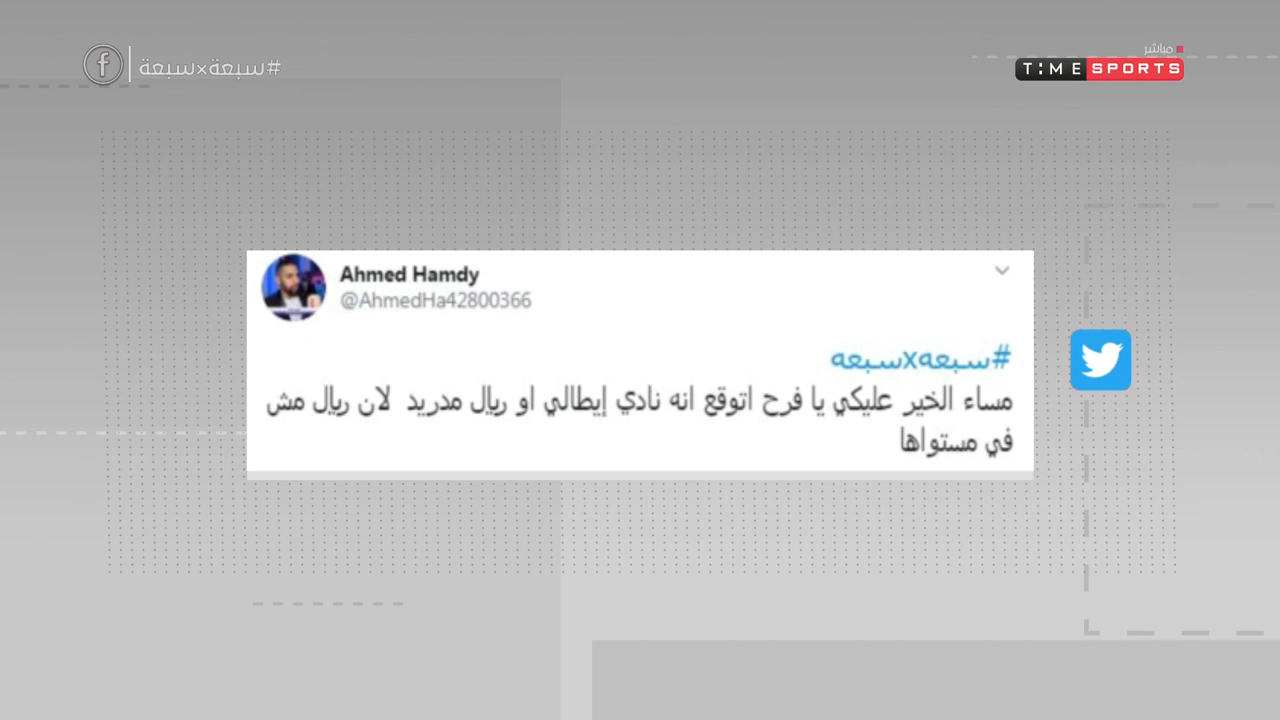 #سبعة×سبعة
مباشر
TIME SPORTS
Ahmed Hamdy
@AhmedHa42800366
#سبعهxسبعه
مساء الخير عليكي يا فرح اتوقع انه نادي إيطالي او ريال مدريد لان ريال مش
في مستواها